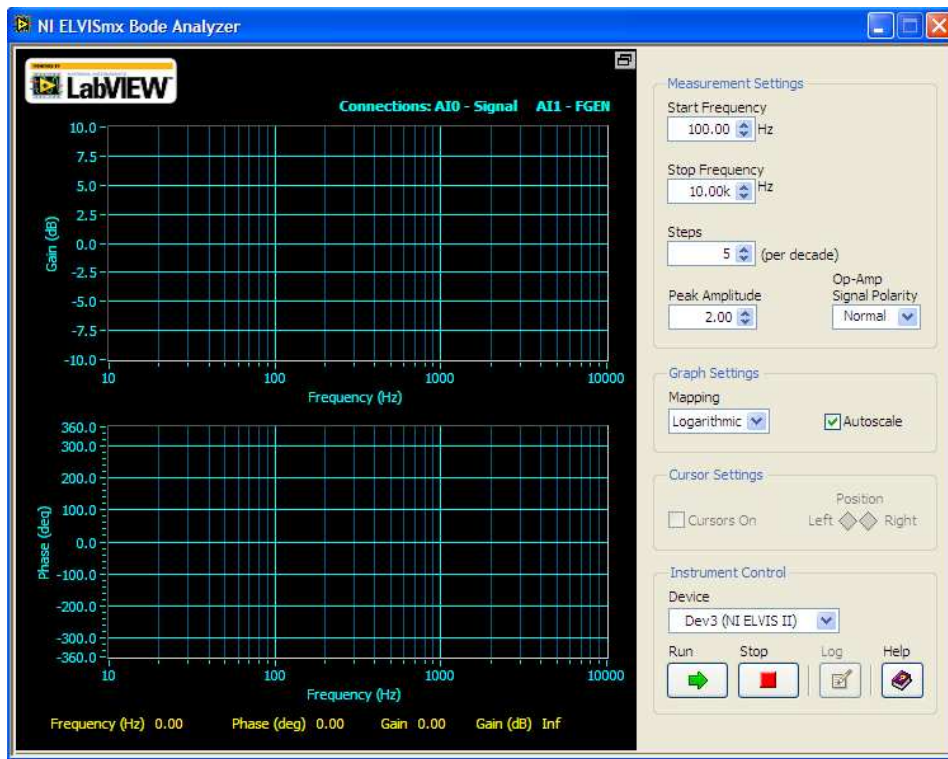 NI ELVISmx Bode Analyzer
LabVIEW
Connections: AI0 - Signal AI1 - FGEN
10.0
7.5
5.0
2.5
0.0
-2.5
-5.0
-7.5
-10.0
Gain (dB)
10 100 1000 10000
Frequency (Hz)
360.0
300.0
200.0
100.0
0.0
-100.0
-200.0
-300.0
-360.0
Phase (deg)
10 100 1000 10000
Frequency (Hz)
Frequency (Hz) 0.00 Phase (deg) 0.00 Gain 0.00 Gain (dB) Inf
Measurement Settings
Start Frequency
100.00 Hz
Stop Frequency
10.00k Hz
Steps
5 (per decade)
Peak Amplitude
2.00
Op-Amp
Signal Polarity
Normal
Graph Settings
Mapping
Logarithmic
Autoscale
Cursor Settings
Cursors On
Position
Left Right
Instrument Control
Device
Dev3 (NI ELVIS II)
Run Stop Log Help